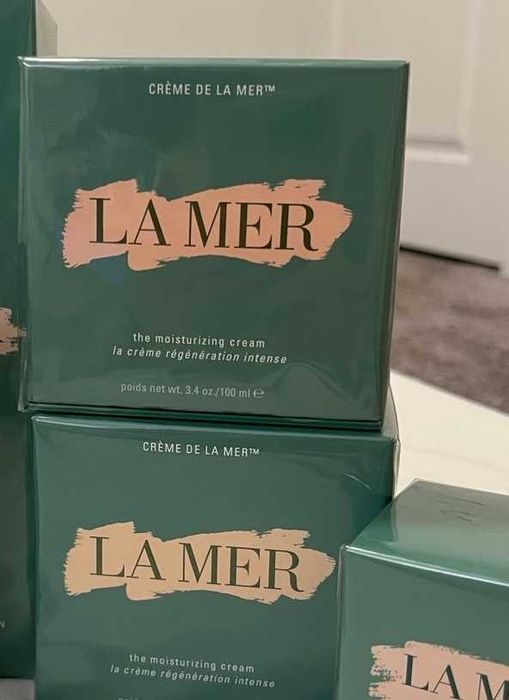 CRÈME DE LA MER™
LA MER
the moisturizing cream
la crème régénération intense
poids net wt. 3.4 oz./100 ml ℮
CRÈME DE LA MER™
LA MER
the moisturizing cream
la crème régénération intense
LA M